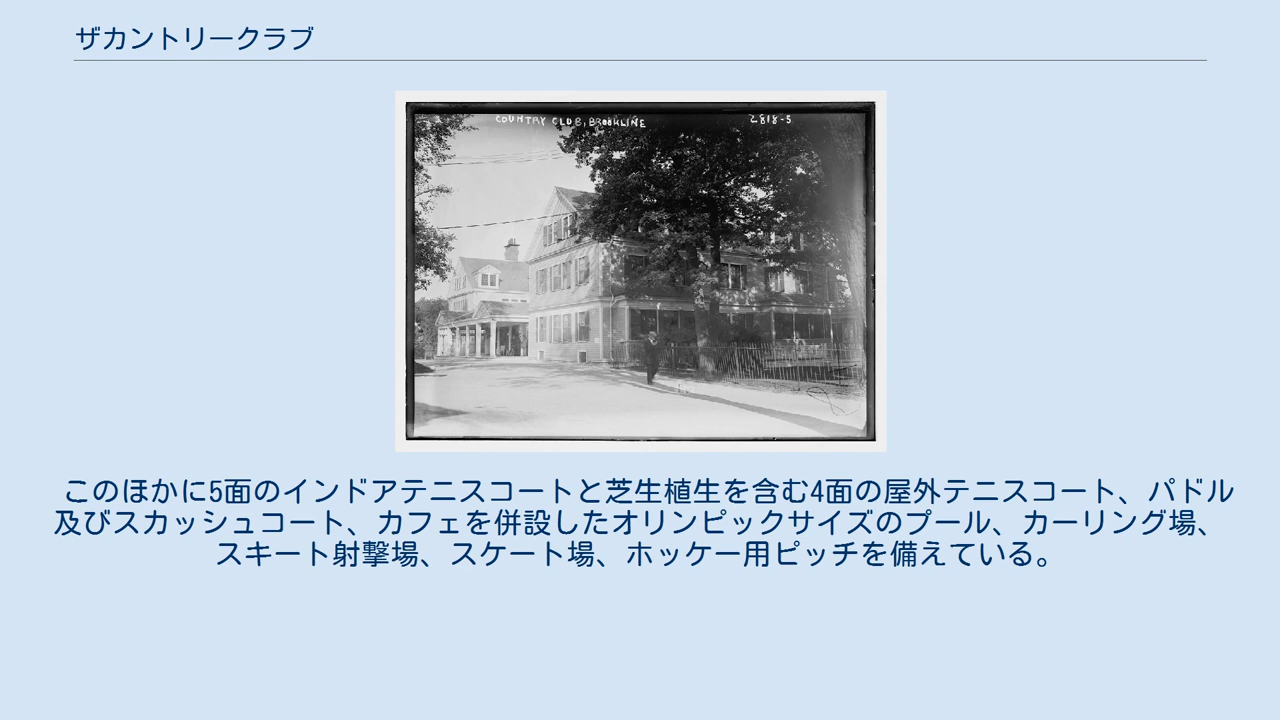 ザカントリークラブ
COUNTRY CLUB, BROOKLINE 2818-5
このほかに5面のインドアテニスコートと芝生植生を含む4面の屋外テニスコート、パドル
及びスカッシュコート、カフェを併設したオリンピックサイズのプール、カーリング場、
スキート射撃場、スケート場、ホッケー用ピッチを備えている。